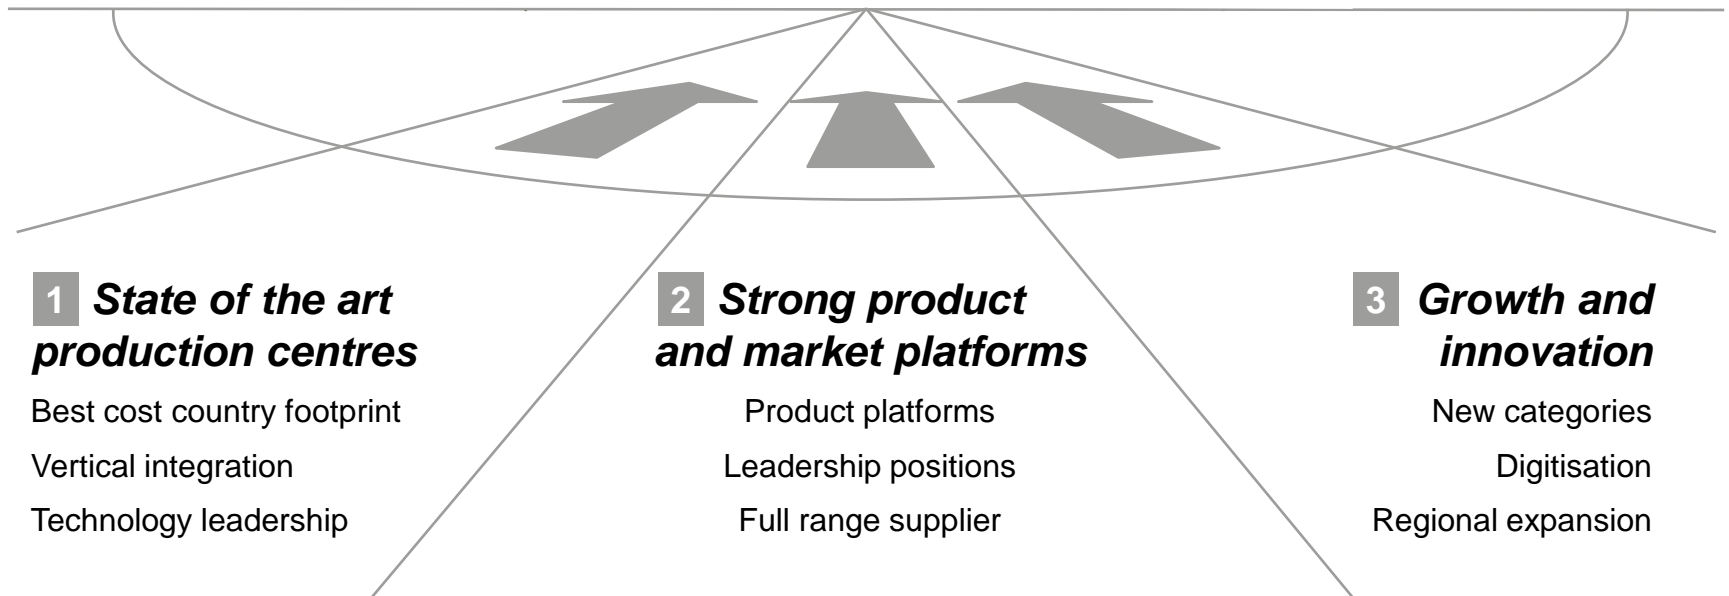 1 State of the art
production centres
Best cost country footprint
Vertical integration
Technology leadership
2 Strong product
and market platforms
Product platforms
Leadership positions
Full range supplier
3 Growth and
innovation
New categories
Digitisation
Regional expansion